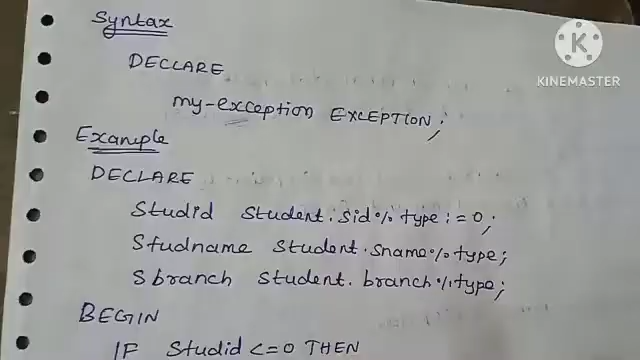 Syntax
DECLARE
my-exception EXCEPTION;
Example
DECLARE
Studid Student.Sid%type:=0;
Studname Student.Sname%type;
Sbranch Student.branch%type;
BEGIN
IF Studid <=0 THEN
K
KINEMASTER